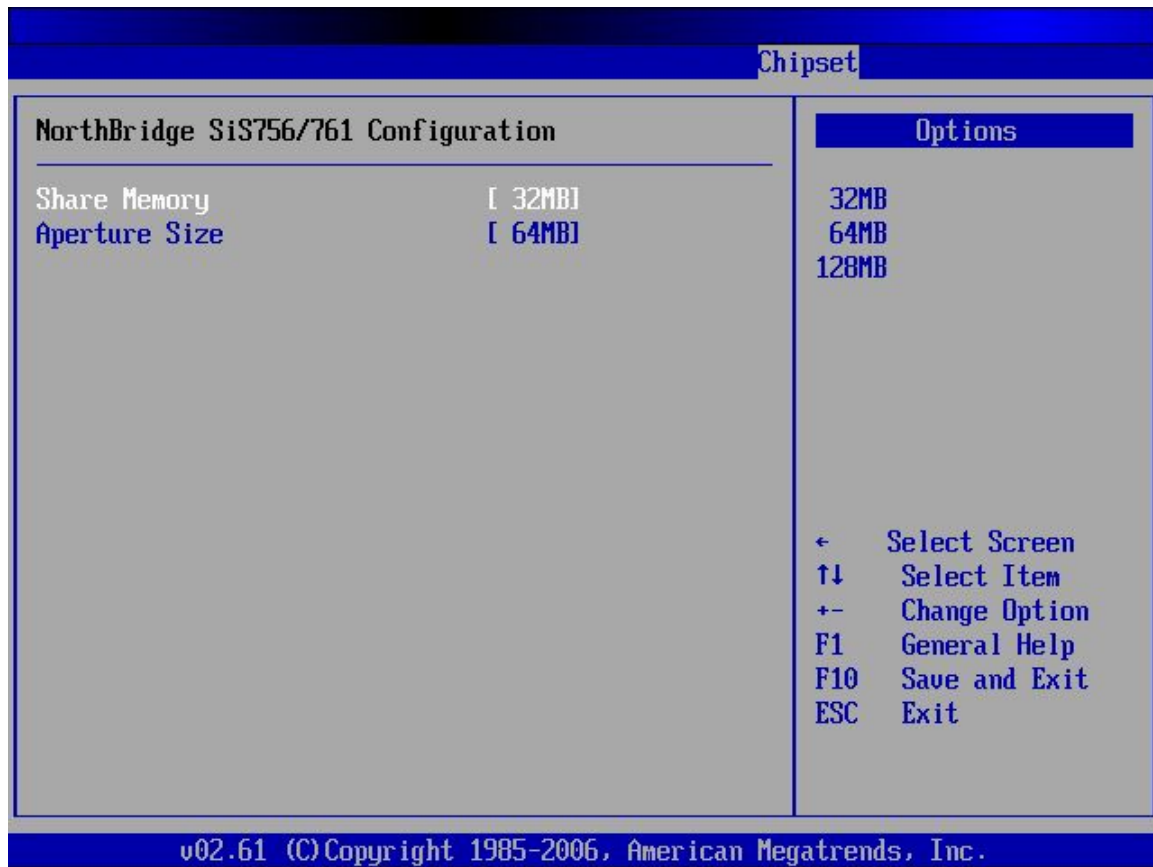 Chipset
NorthBridge SiS756/761 Configuration
Share Memory [ 32MB]
Aperture Size [ 64MB]
Options
32MB
64MB
128MB
← Select Screen
↑↓ Select Item
+- Change Option
F1 General Help
F10 Save and Exit
ESC Exit
v02.61 (C)Copyright 1985-2006, American Megatrends, Inc.